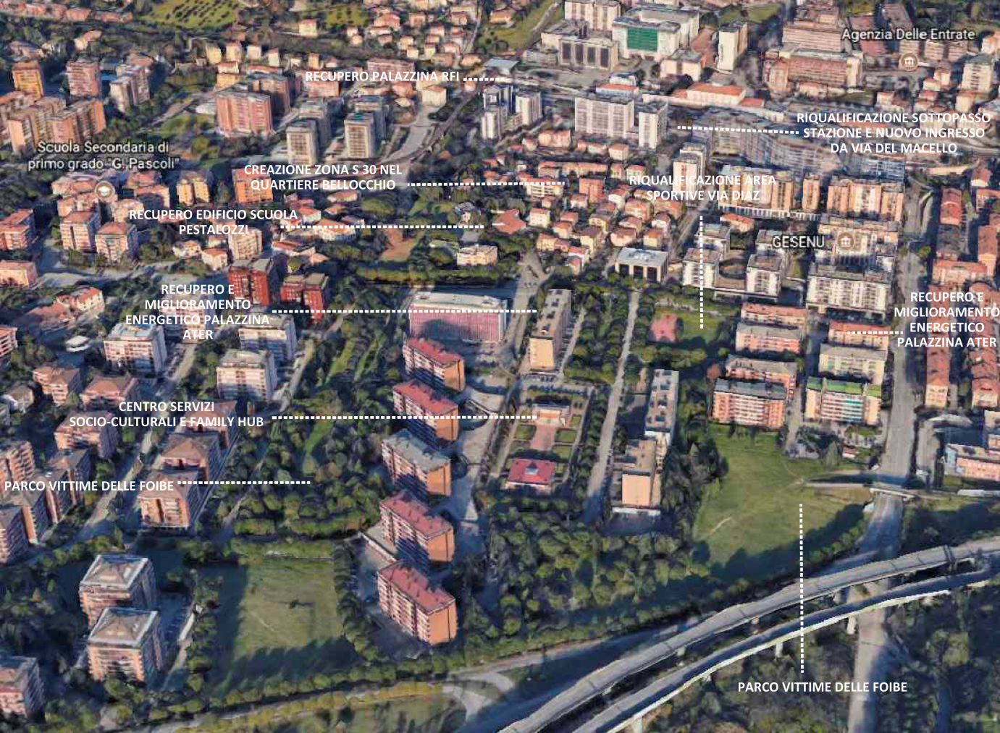 Agenzia Delle Entrate
RECUPERO PALAZZINA RFI
RIQUALIFICAZIONE SOTTOPASSO
STAZIONE E NUOVO INGRESSO
DA VIA DEL MACELLO
Scuola Secondaria di
primo grado "G. Pascoli"
CREAZIONE ZONA S 30 NEL
QUARTIERE BELLOCCHIO
RIQUALIFICAZIONE AREA
SPORTIVE VIA DIAZ
RECUPERO EDIFICIO SCUOLA
PESTALOZZI
GESENU
RECUPERO E
MIGLIORAMENTO
ENERGETICO PALAZZINA
ATER
RECUPERO E
MIGLIORAMENTO
ENERGETICO
PALAZZINA ATER
CENTRO SERVIZI
SOCIO-CULTURALI E FAMILY HUB
PARCO VITTIME DELLE FOIBE
PARCO VITTIME DELLE FOIBE